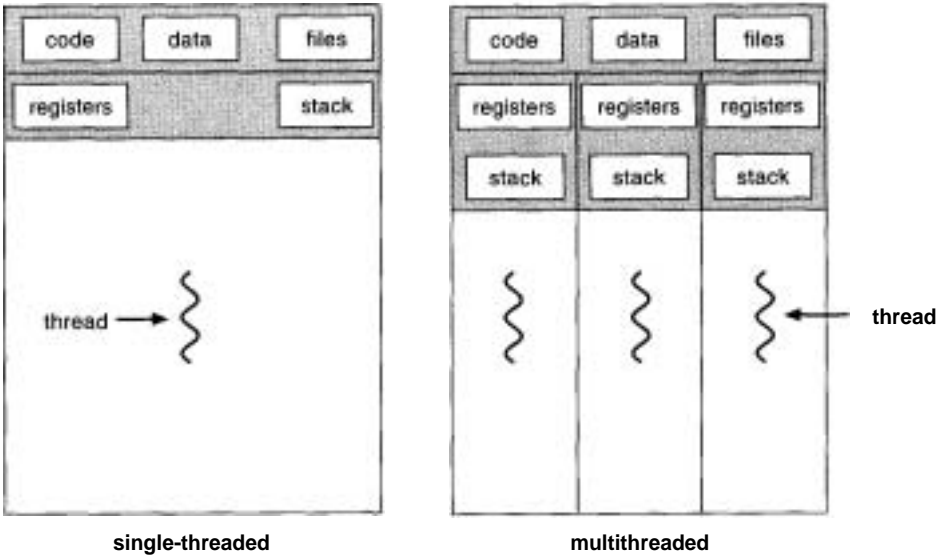 code data files
registers stack
thread
single-threaded
code data files
registers registers registers
stack stack stack
thread
multithreaded